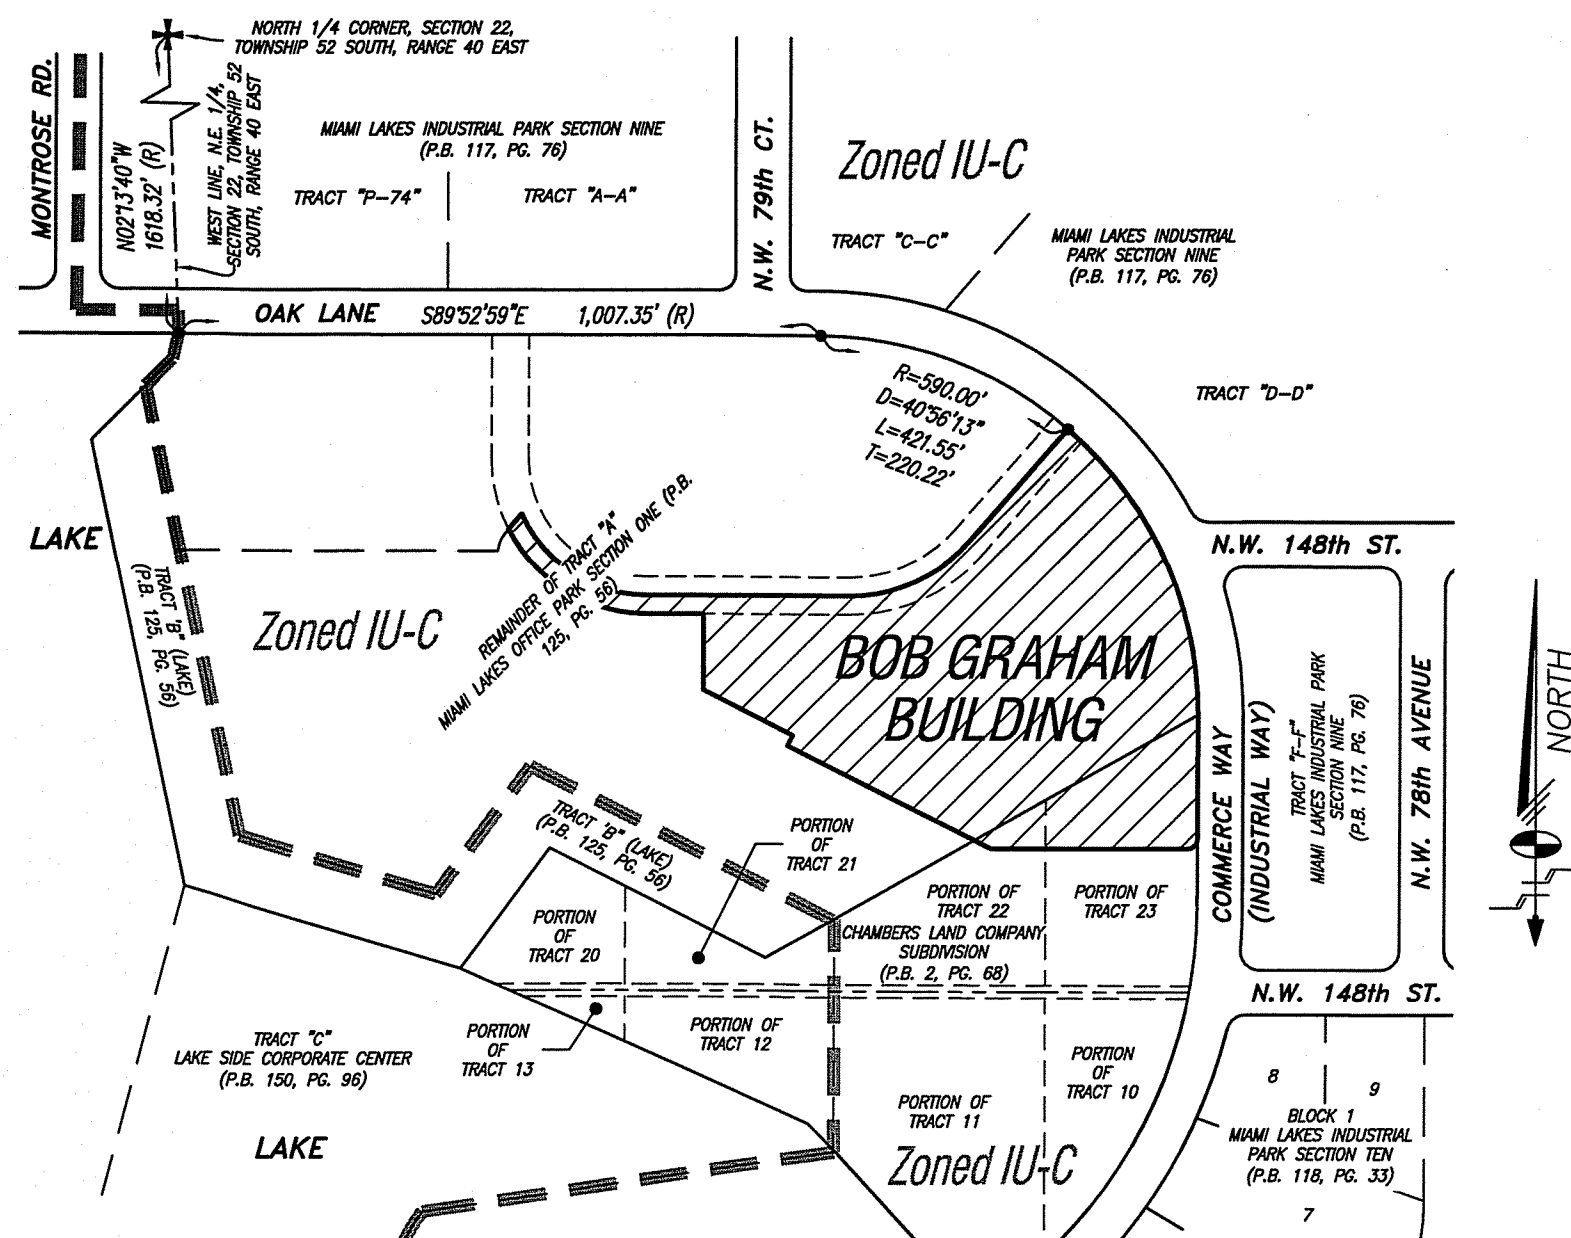 NORTH 1/4 CORNER, SECTION 22,
TOWNSHIP 52 SOUTH, RANGE 40 EAST
MONTROSE RD.
N02°13'40"W
1618.32' (R)
WEST LINE, N.E. 1/4,
SECTION 22, TOWNSHIP 52
SOUTH, RANGE 40 EAST
MIAMI LAKES INDUSTRIAL PARK SECTION NINE
(P.B. 117, PG. 76)
TRACT "P-74"
TRACT "A-A"
N.W. 79th CT.
Zoned IU-C
TRACT "C-C"
MIAMI LAKES INDUSTRIAL
PARK SECTION NINE
(P.B. 117, PG. 76)
OAK LANE
S89°52'59"E
1,007.35' (R)
R=590.00'
D=40°56'13"
L=421.55'
T=220.22'
TRACT "D-D"
LAKE
TRACT 'B" (LAKE)
(P.B. 125, PG. 56)
Zoned IU-C
REMAINDER OF TRACT "A"
MIAMI LAKES OFFICE PARK SECTION ONE (P.B.
125, PG. 56)
N.W. 148th ST.
BOB GRAHAM
BUILDING
COMMERCE WAY
(INDUSTRIAL WAY)
TRACT "F-F"
MIAMI LAKES INDUSTRIAL PARK
SECTION NINE
(P.B. 117, PG. 76)
N.W. 78th AVENUE
NORTH
TRACT 'B" (LAKE)
(P.B. 125, PG. 56)
PORTION
OF
TRACT 21
PORTION OF
TRACT 22
PORTION OF
TRACT 23
PORTION
OF
TRACT 20
CHAMBERS LAND COMPANY
SUBDIVISION
(P.B. 2, PG. 68)
N.W. 148th ST.
TRACT "C"
LAKE SIDE CORPORATE CENTER
(P.B. 150, PG. 96)
PORTION
OF
TRACT 13
PORTION OF
TRACT 12
PORTION
OF
TRACT 10
PORTION OF
TRACT 11
8
9
BLOCK 1
MIAMI LAKES INDUSTRIAL
PARK SECTION TEN
(P.B. 118, PG. 33)
7
LAKE
Zoned IU-C